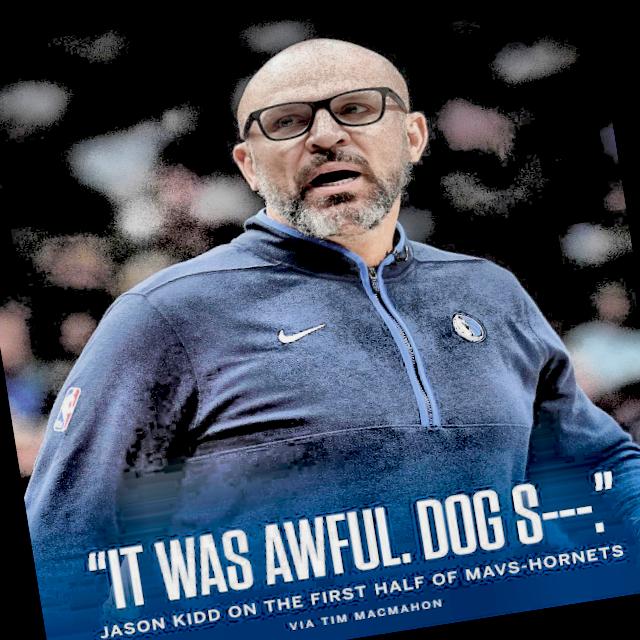 “IT WAS AWFUL. DOG S---.”
JASON KIDD ON THE FIRST HALF OF MAVS-HORNETS
VIA TIM MACMAHON